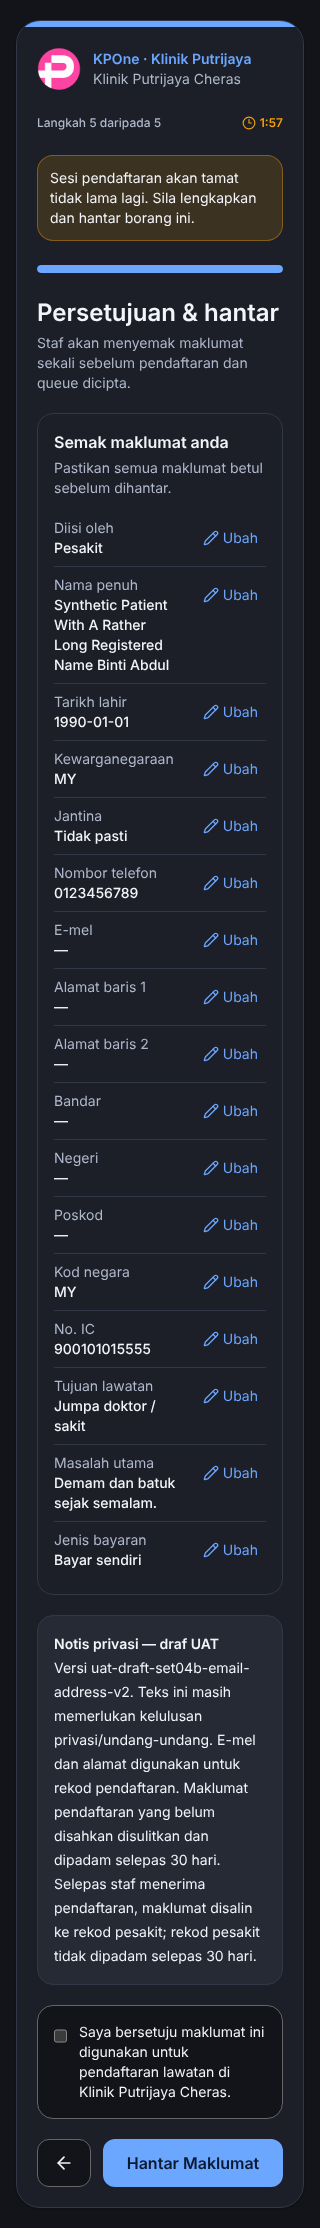 KPOne · Klinik Putrijaya
Klinik Putrijaya Cheras
Langkah 5 daripada 5
1:57
Sesi pendaftaran akan tamat
tidak lama lagi. Sila lengkapkan
dan hantar borang ini.
Persetujuan & hantar
Staf akan menyemak maklumat
sekali sebelum pendaftaran dan
queue dicipta.
Semak maklumat anda
Pastikan semua maklumat betul
sebelum dihantar.
Diisi oleh
Pesakit
Ubah
Nama penuh
Synthetic Patient
With A Rather
Long Registered
Name Binti Abdul
Ubah
Tarikh lahir
1990-01-01
Ubah
Kewarganegaraan
MY
Ubah
Jantina
Tidak pasti
Ubah
Nombor telefon
0123456789
Ubah
E-mel
—
Ubah
Alamat baris 1
—
Ubah
Alamat baris 2
—
Ubah
Bandar
—
Ubah
Negeri
—
Ubah
Poskod
—
Ubah
Kod negara
MY
Ubah
No. IC
900101015555
Ubah
Tujuan lawatan
Jumpa doktor /
sakit
Ubah
Masalah utama
Demam dan batuk
sejak semalam.
Ubah
Jenis bayaran
Bayar sendiri
Ubah
Notis privasi — draf UAT
Versi uat-draft-set04b-email-
address-v2. Teks ini masih
memerlukan kelulusan
privasi/undang-undang. E-mel
dan alamat digunakan untuk
rekod pendaftaran. Maklumat
pendaftaran yang belum
disahkan disulitkan dan
dipadam selepas 30 hari.
Selepas staf menerima
pendaftaran, maklumat disalin
ke rekod pesakit; rekod pesakit
tidak dipadam selepas 30 hari.
Saya bersetuju maklumat ini
digunakan untuk
pendaftaran lawatan di
Klinik Putrijaya Cheras.
Hantar Maklumat